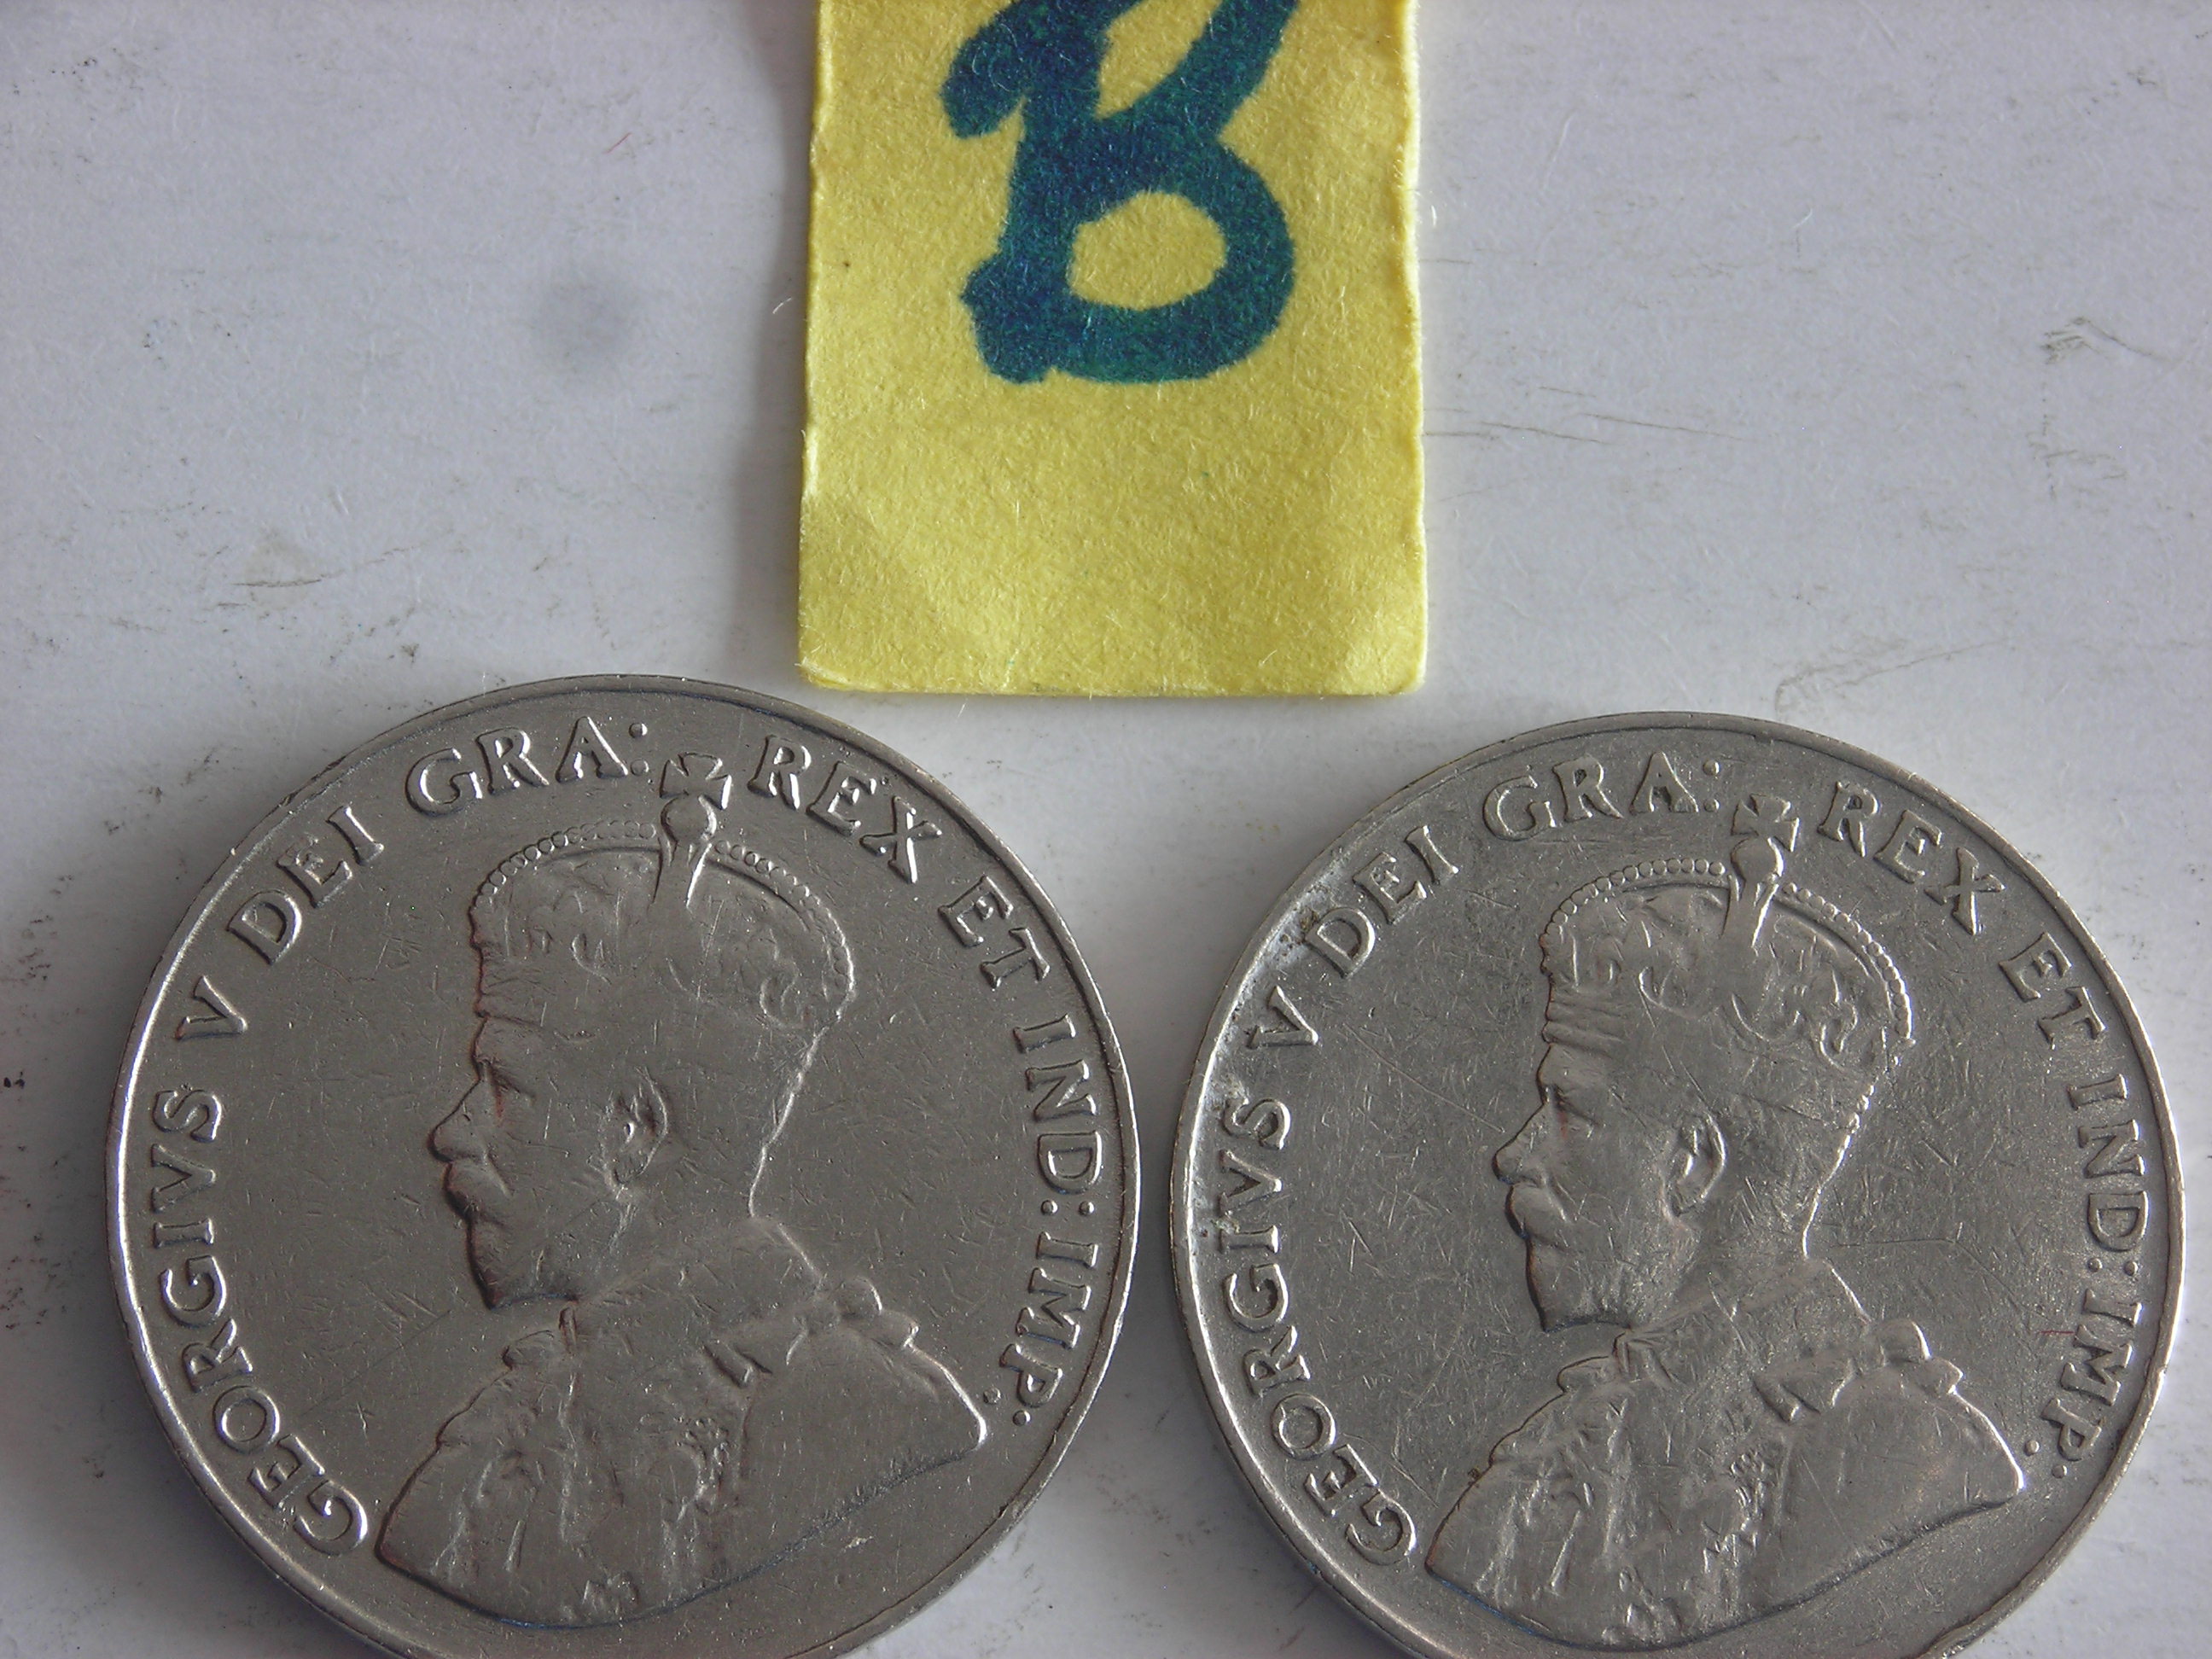 B
GEORGIVS V DEI GRA: REX ET IND: IMP:
GEORGIVS V DEI GRA: REX ET IND: IMP: